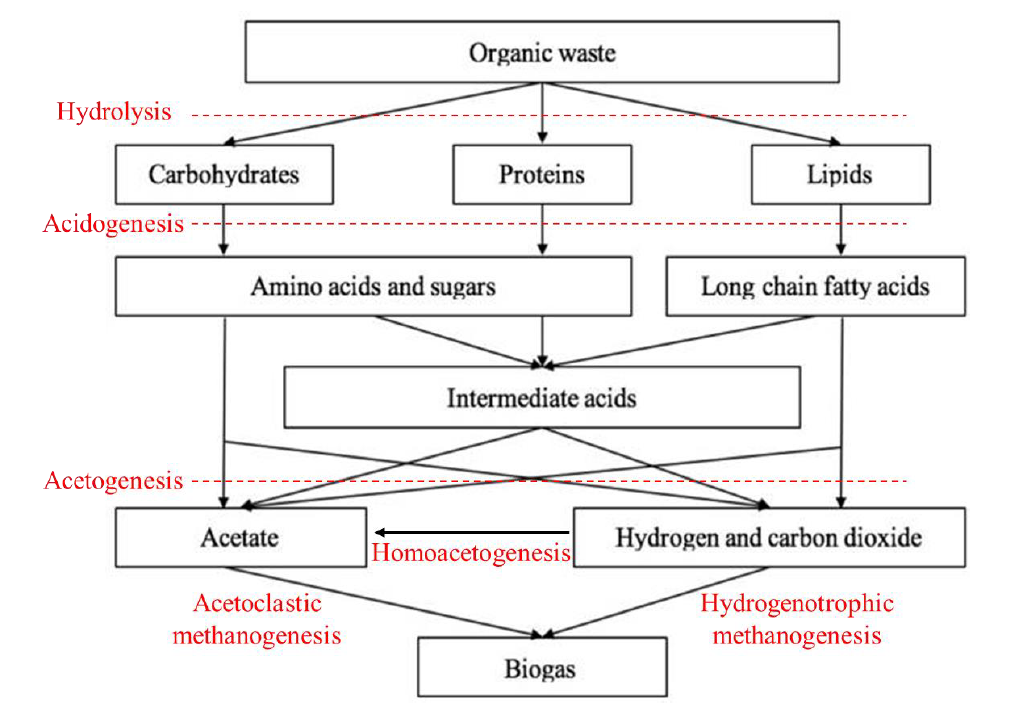 Organic waste
Hydrolysis
Carbohydrates
Proteins
Lipids
Acidogenesis
Amino acids and sugars
Long chain fatty acids
Intermediate acids
Acetogenesis
Acetate
Homoacetogenesis
Hydrogen and carbon dioxide
Acetoclastic
methanogenesis
Hydrogenotrophic
methanogenesis
Biogas